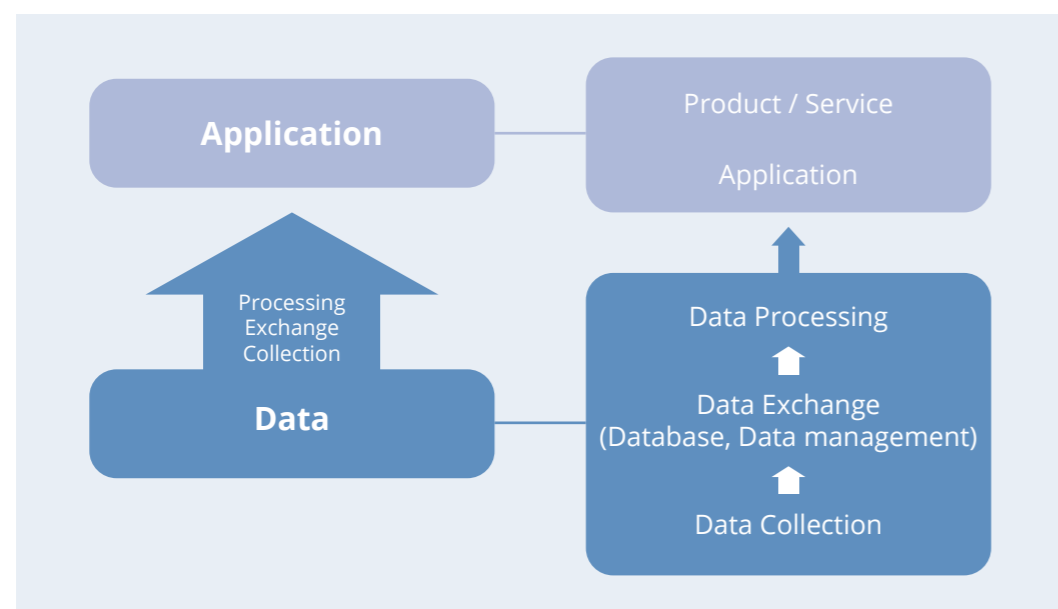 Application
Processing
Exchange
Collection
Data
Product / Service
Application
Data Processing
Data Exchange
(Database, Data management)
Data Collection